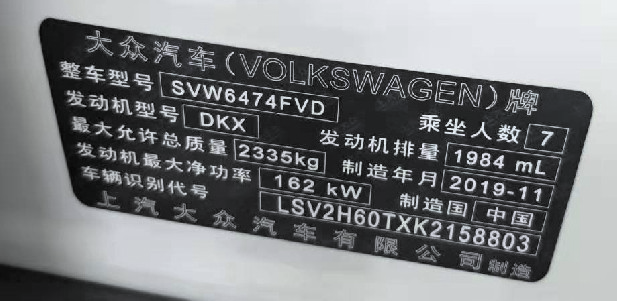 大众汽车(VOLKSWAGEN)牌
整车型号 SVW6474FVD 乘坐人数 7
发动机型号 DKX 发动机排量 1984 mL
最大允许总质量 2335kg 制造年月 2019-11
发动机最大净功率 162 kW 制造国 中国
车辆识别代号 LSV2H60TXK2158803
上汽大众汽车有限公司制造